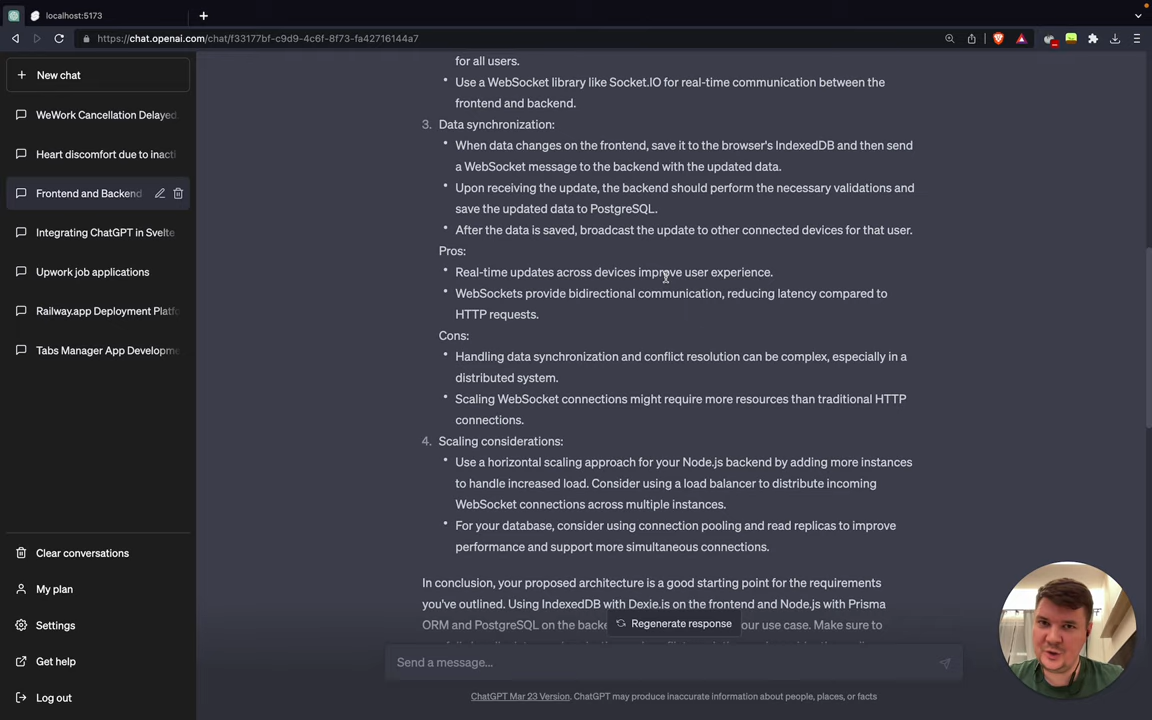 localhost:5173
https://chat.openai.com/chat/f33177bf-c9d9-4c6f-8f73-fa42716144a7
New chat
WeWork Cancellation Delayed.
Heart discomfort due to inacti
Frontend and Backend
Integrating ChatGPT in Svelte
Upwork job applications
Railway.app Deployment Platfo
Tabs Manager App Developme
Clear conversations
My plan
Settings
Get help
Log out
for all users.
Use a WebSocket library like Socket.IO for real-time communication between the
frontend and backend.
3. Data synchronization:
When data changes on the frontend, save it to the browser's IndexedDB and then send
a WebSocket message to the backend with the updated data.
Upon receiving the update, the backend should perform the necessary validations and
save the updated data to PostgreSQL.
After the data is saved, broadcast the update to other connected devices for that user.
Pros:
Real-time updates across devices improve user experience.
WebSockets provide bidirectional communication, reducing latency compared to
HTTP requests.
Cons:
Handling data synchronization and conflict resolution can be complex, especially in a
distributed system.
Scaling WebSocket connections might require more resources than traditional HTTP
connections.
4. Scaling considerations:
Use a horizontal scaling approach for your Node.js backend by adding more instances
to handle increased load. Consider using a load balancer to distribute incoming
WebSocket connections across multiple instances.
For your database, consider using connection pooling and read replicas to improve
performance and support more simultaneous connections.
In conclusion, your proposed architecture is a good starting point for the requirements
you've outlined. Using IndexedDB with Dexie.js on the frontend and Node.js with Prisma
ORM and PostgreSQL on the our use case. Make sure to
Regenerate response
Send a message...
ChatGPT Mar 23 Version. ChatGPT may produce inaccurate information about people, places, or facts